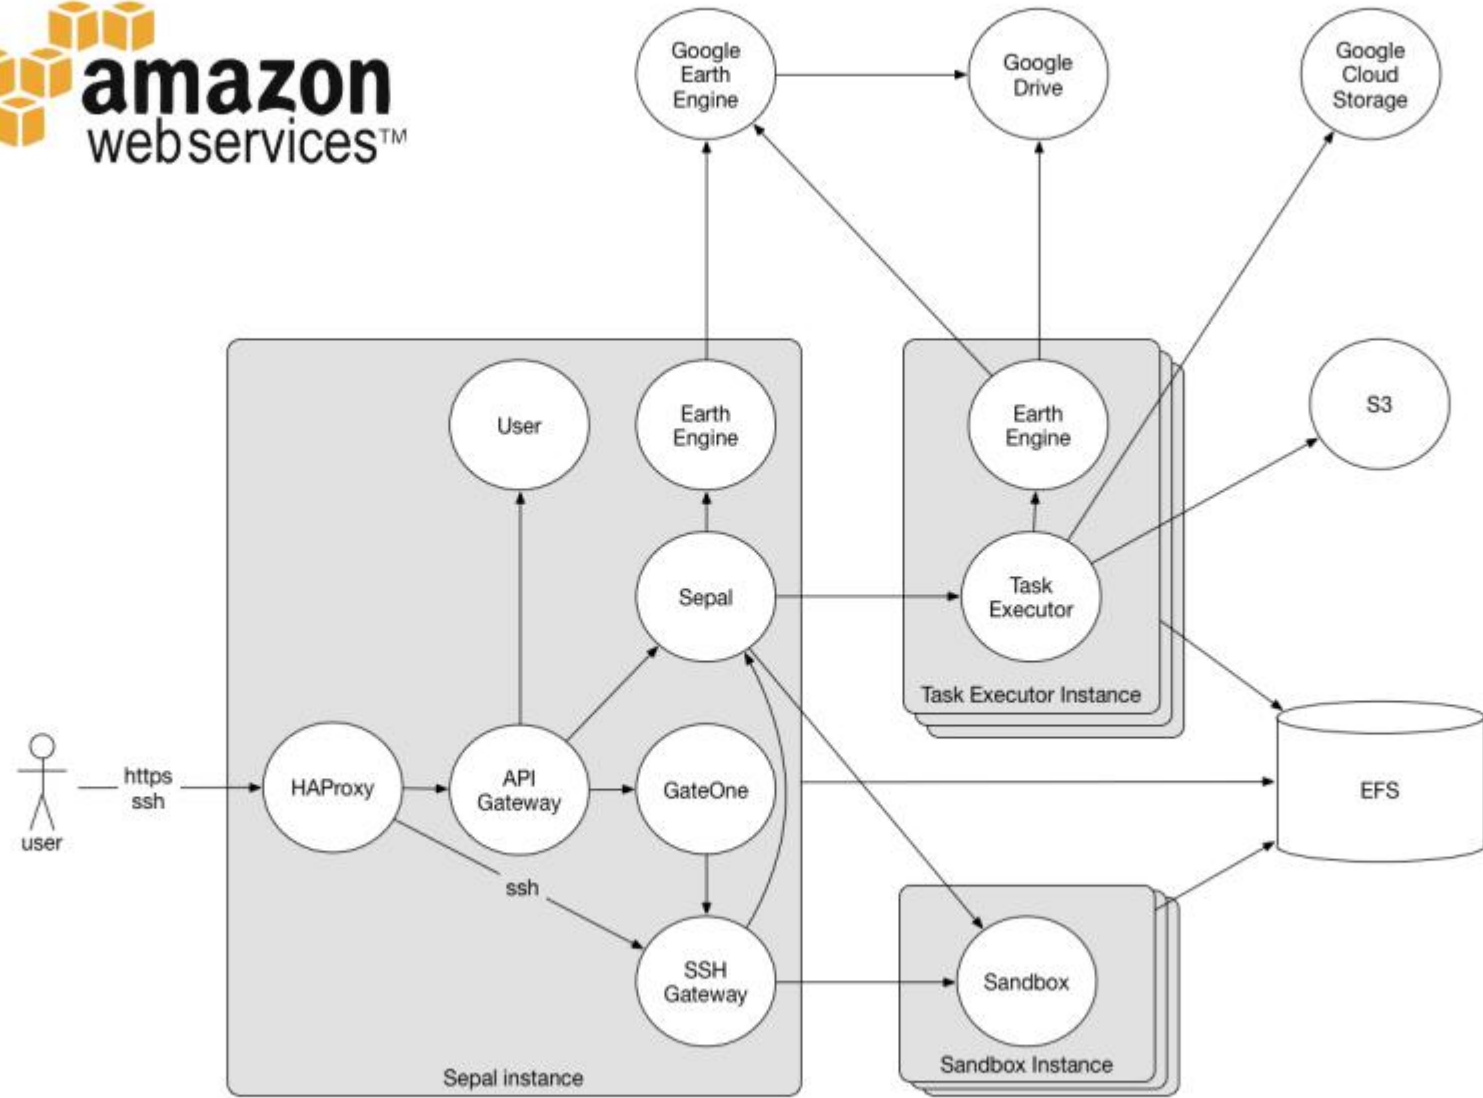 amazon
webservices™
Google
Earth
Engine
Google
Drive
Google
Cloud
Storage
User
Earth
Engine
Earth
Engine
S3
Sepal
Task
Executor
Task Executor Instance
https
ssh
user
HAProxy
API
Gateway
GateOne
EFS
ssh
SSH
Gateway
Sandbox
Sandbox Instance
Sepal instance